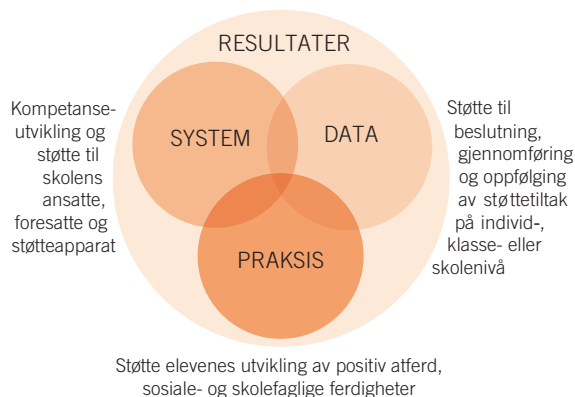 RESULTATER
SYSTEM
DATA
PRAKSIS
Kompetanse-
utvikling og
støtte til
skolens
ansatte,
foresatte og
støtteapparat
Støtte til
beslutning,
gjennomføring
og oppfølging
av støttetiltak
på individ-,
klasse- eller
skolenivå
Støtte elevenes utvikling av positiv atferd,
sosiale- og skolefaglige ferdigheter